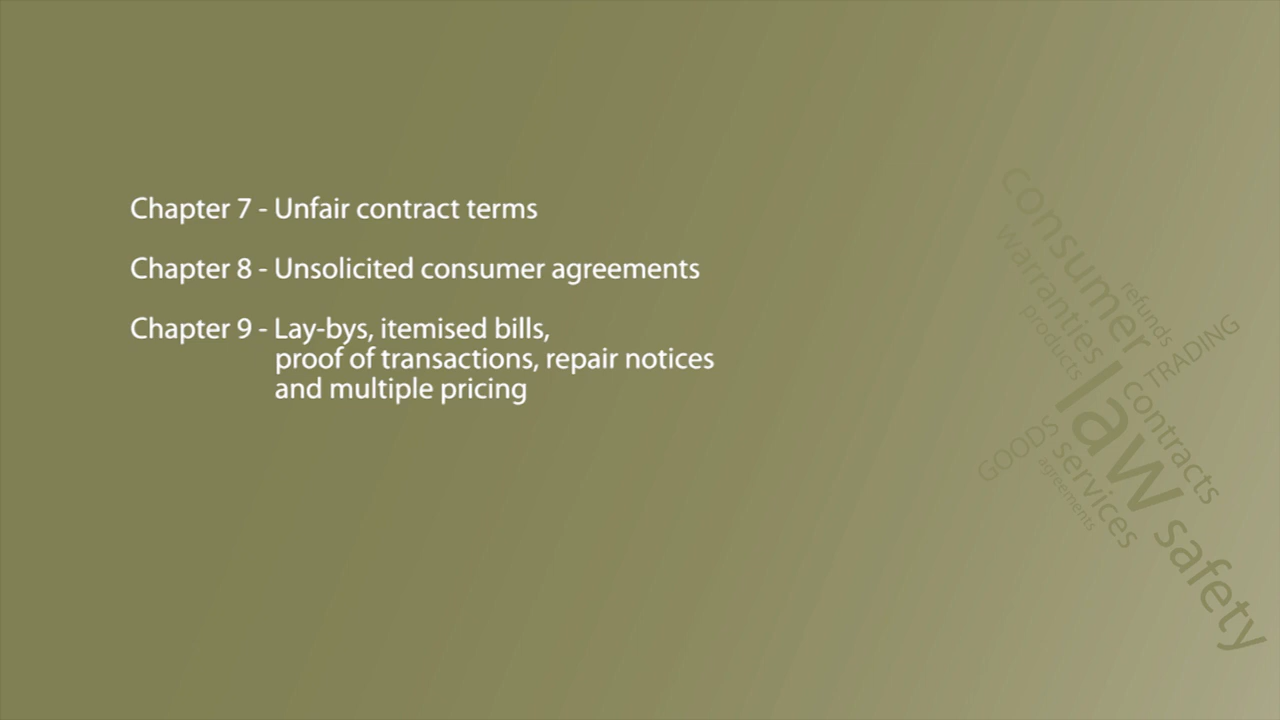 Chapter 7 - Unfair contract terms
Chapter 8 - Unsolicited consumer agreements
Chapter 9 - Lay-bys, itemised bills,
proof of transactions, repair notices
and multiple pricing
consumer
warranties
refunds
products
TRADING
law
contracts
GOODS
services
agreements
safety